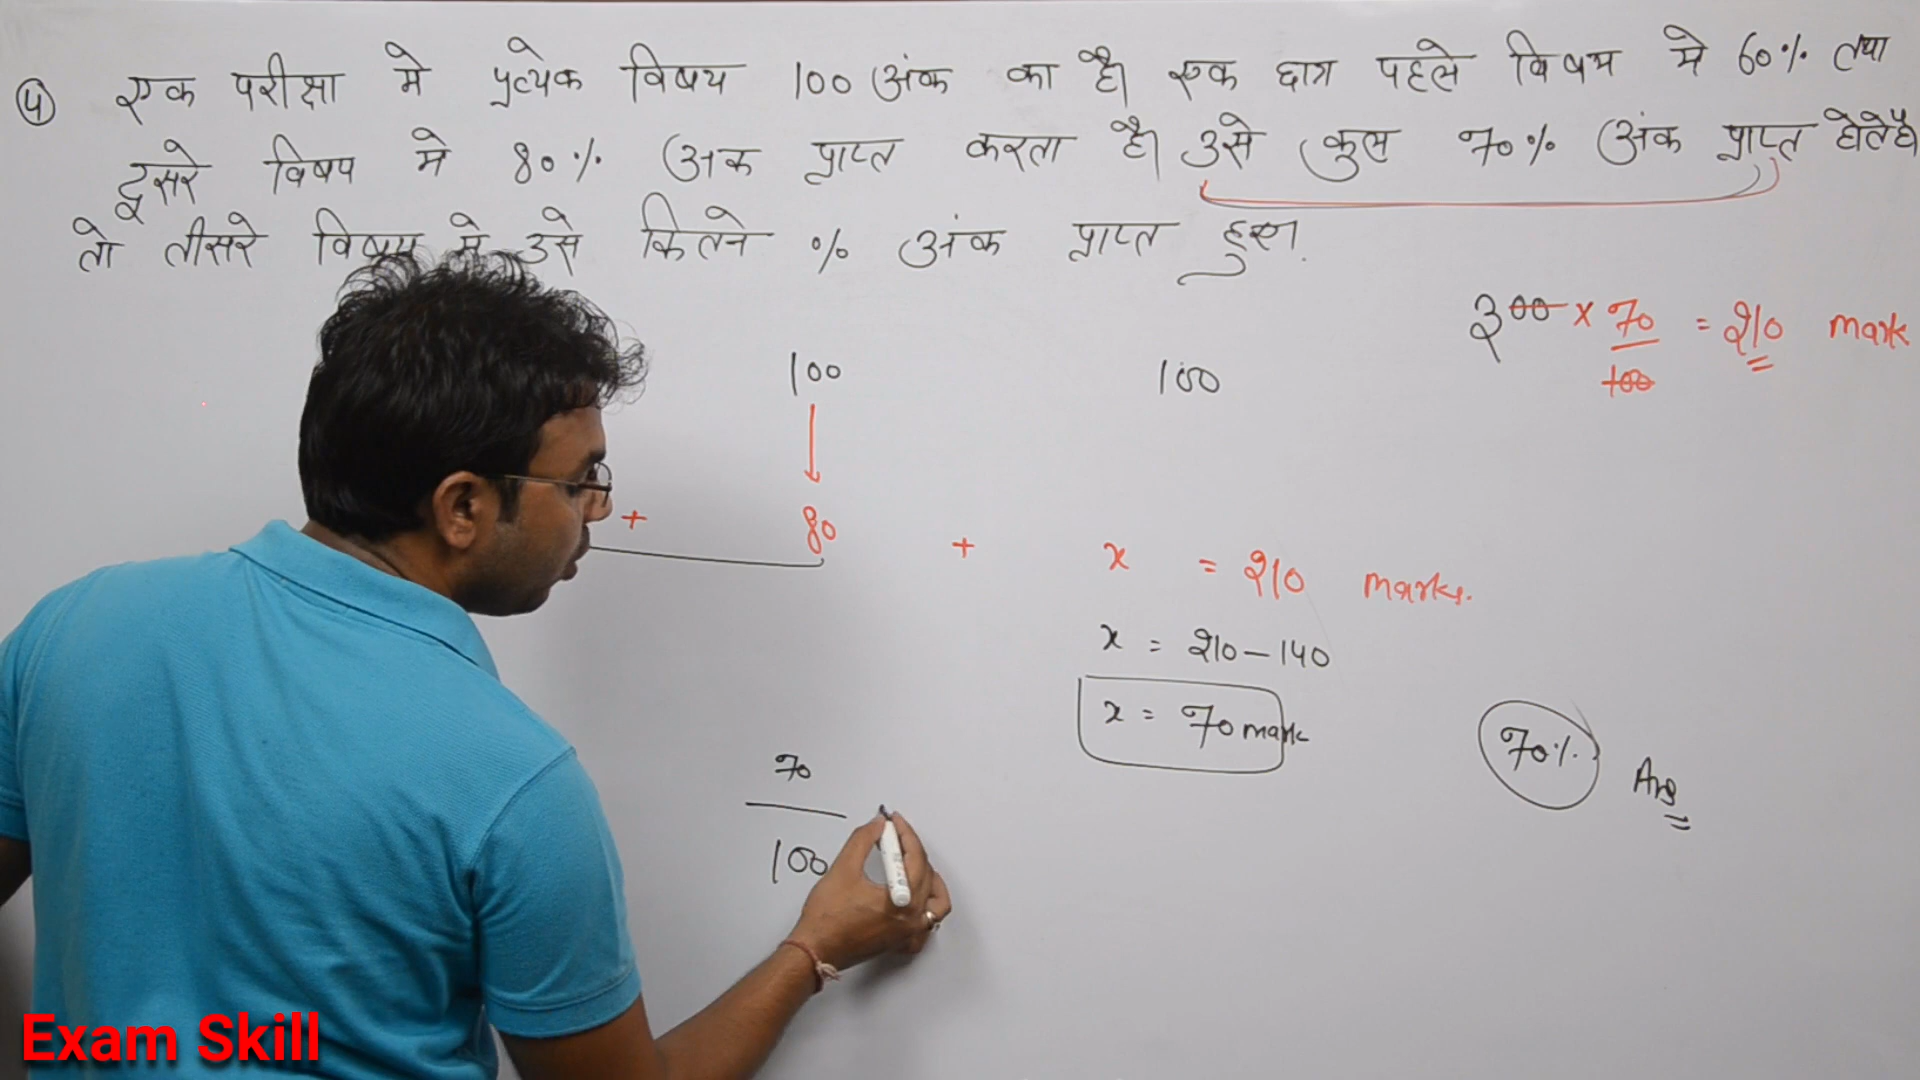 ④ एक परीक्षा मे प्रत्येक विषय 100 अंक का है। एक छात्र पहले विषय मे 60% तथा
दूसरे विषय मे 80% अंक प्राप्त करता है। उसे कुल 70% अंक प्राप्त होते है
तो तीसरे विषय मे उसे कितने % अंक प्राप्त हुए।
300 x 70/100 = 210 mark
100 100
+ 80 + x = 210 marks.
x = 210 - 140
x = 70 mark
70% Ans
70
100
Exam Skill